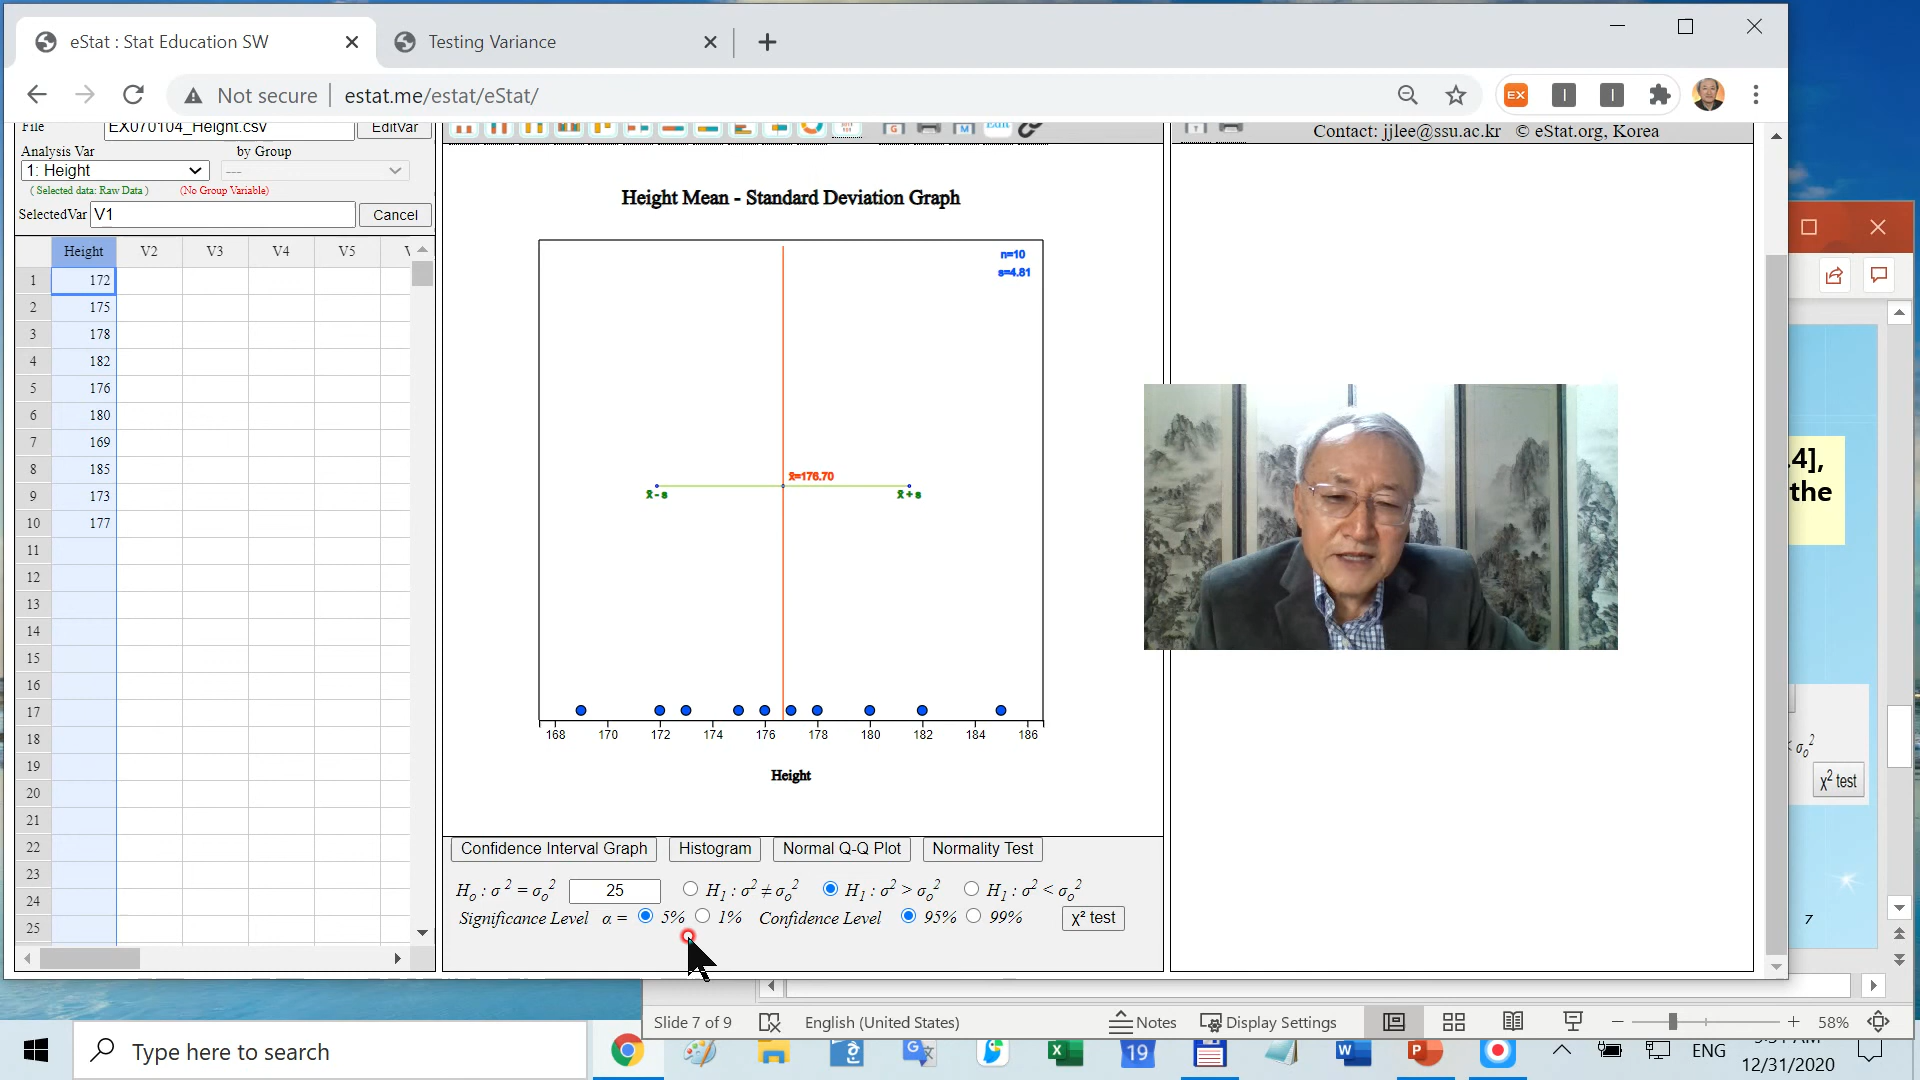 eStat : Stat Education SW
Testing Variance
Not secure
estat.me/estat/eStat/
EX
File
EX070104_Height.csv
EditVar
Contact: jjlee@ssu.ac.kr © eStat.org, Korea
Analysis Var
by Group
1: Height
---
( Selected data: Raw Data )
(No Group Variable)
SelectedVar
V1
Cancel
Height V2 V3 V4 V5
1 172
2 175
3 178
4 182
5 176
6 180
7 169
8 185
9 173
10 177
11
12
13
14
15
16
17
18
19
20
21
22
23
24
25
Height Mean - Standard Deviation Graph
n=10
s=4.81
x̄=176.70
x̄ - s
x̄ + s
168 170 172 174 176 178 180 182 184 186
Height
Confidence Interval Graph
Histogram
Normal Q-Q Plot
Normality Test
H₀ : σ² = σ₀² 25 H₁ : σ² ≠ σ₀² H₁ : σ² > σ₀² H₁ : σ² < σ₀²
Significance Level α = 5% 1% Confidence Level 95% 99% χ² test
.4],
the
< σ₀²
χ² test
7
Slide 7 of 9
English (United States)
Notes
Display Settings
58%
Type here to search
19
ENG
12/31/2020